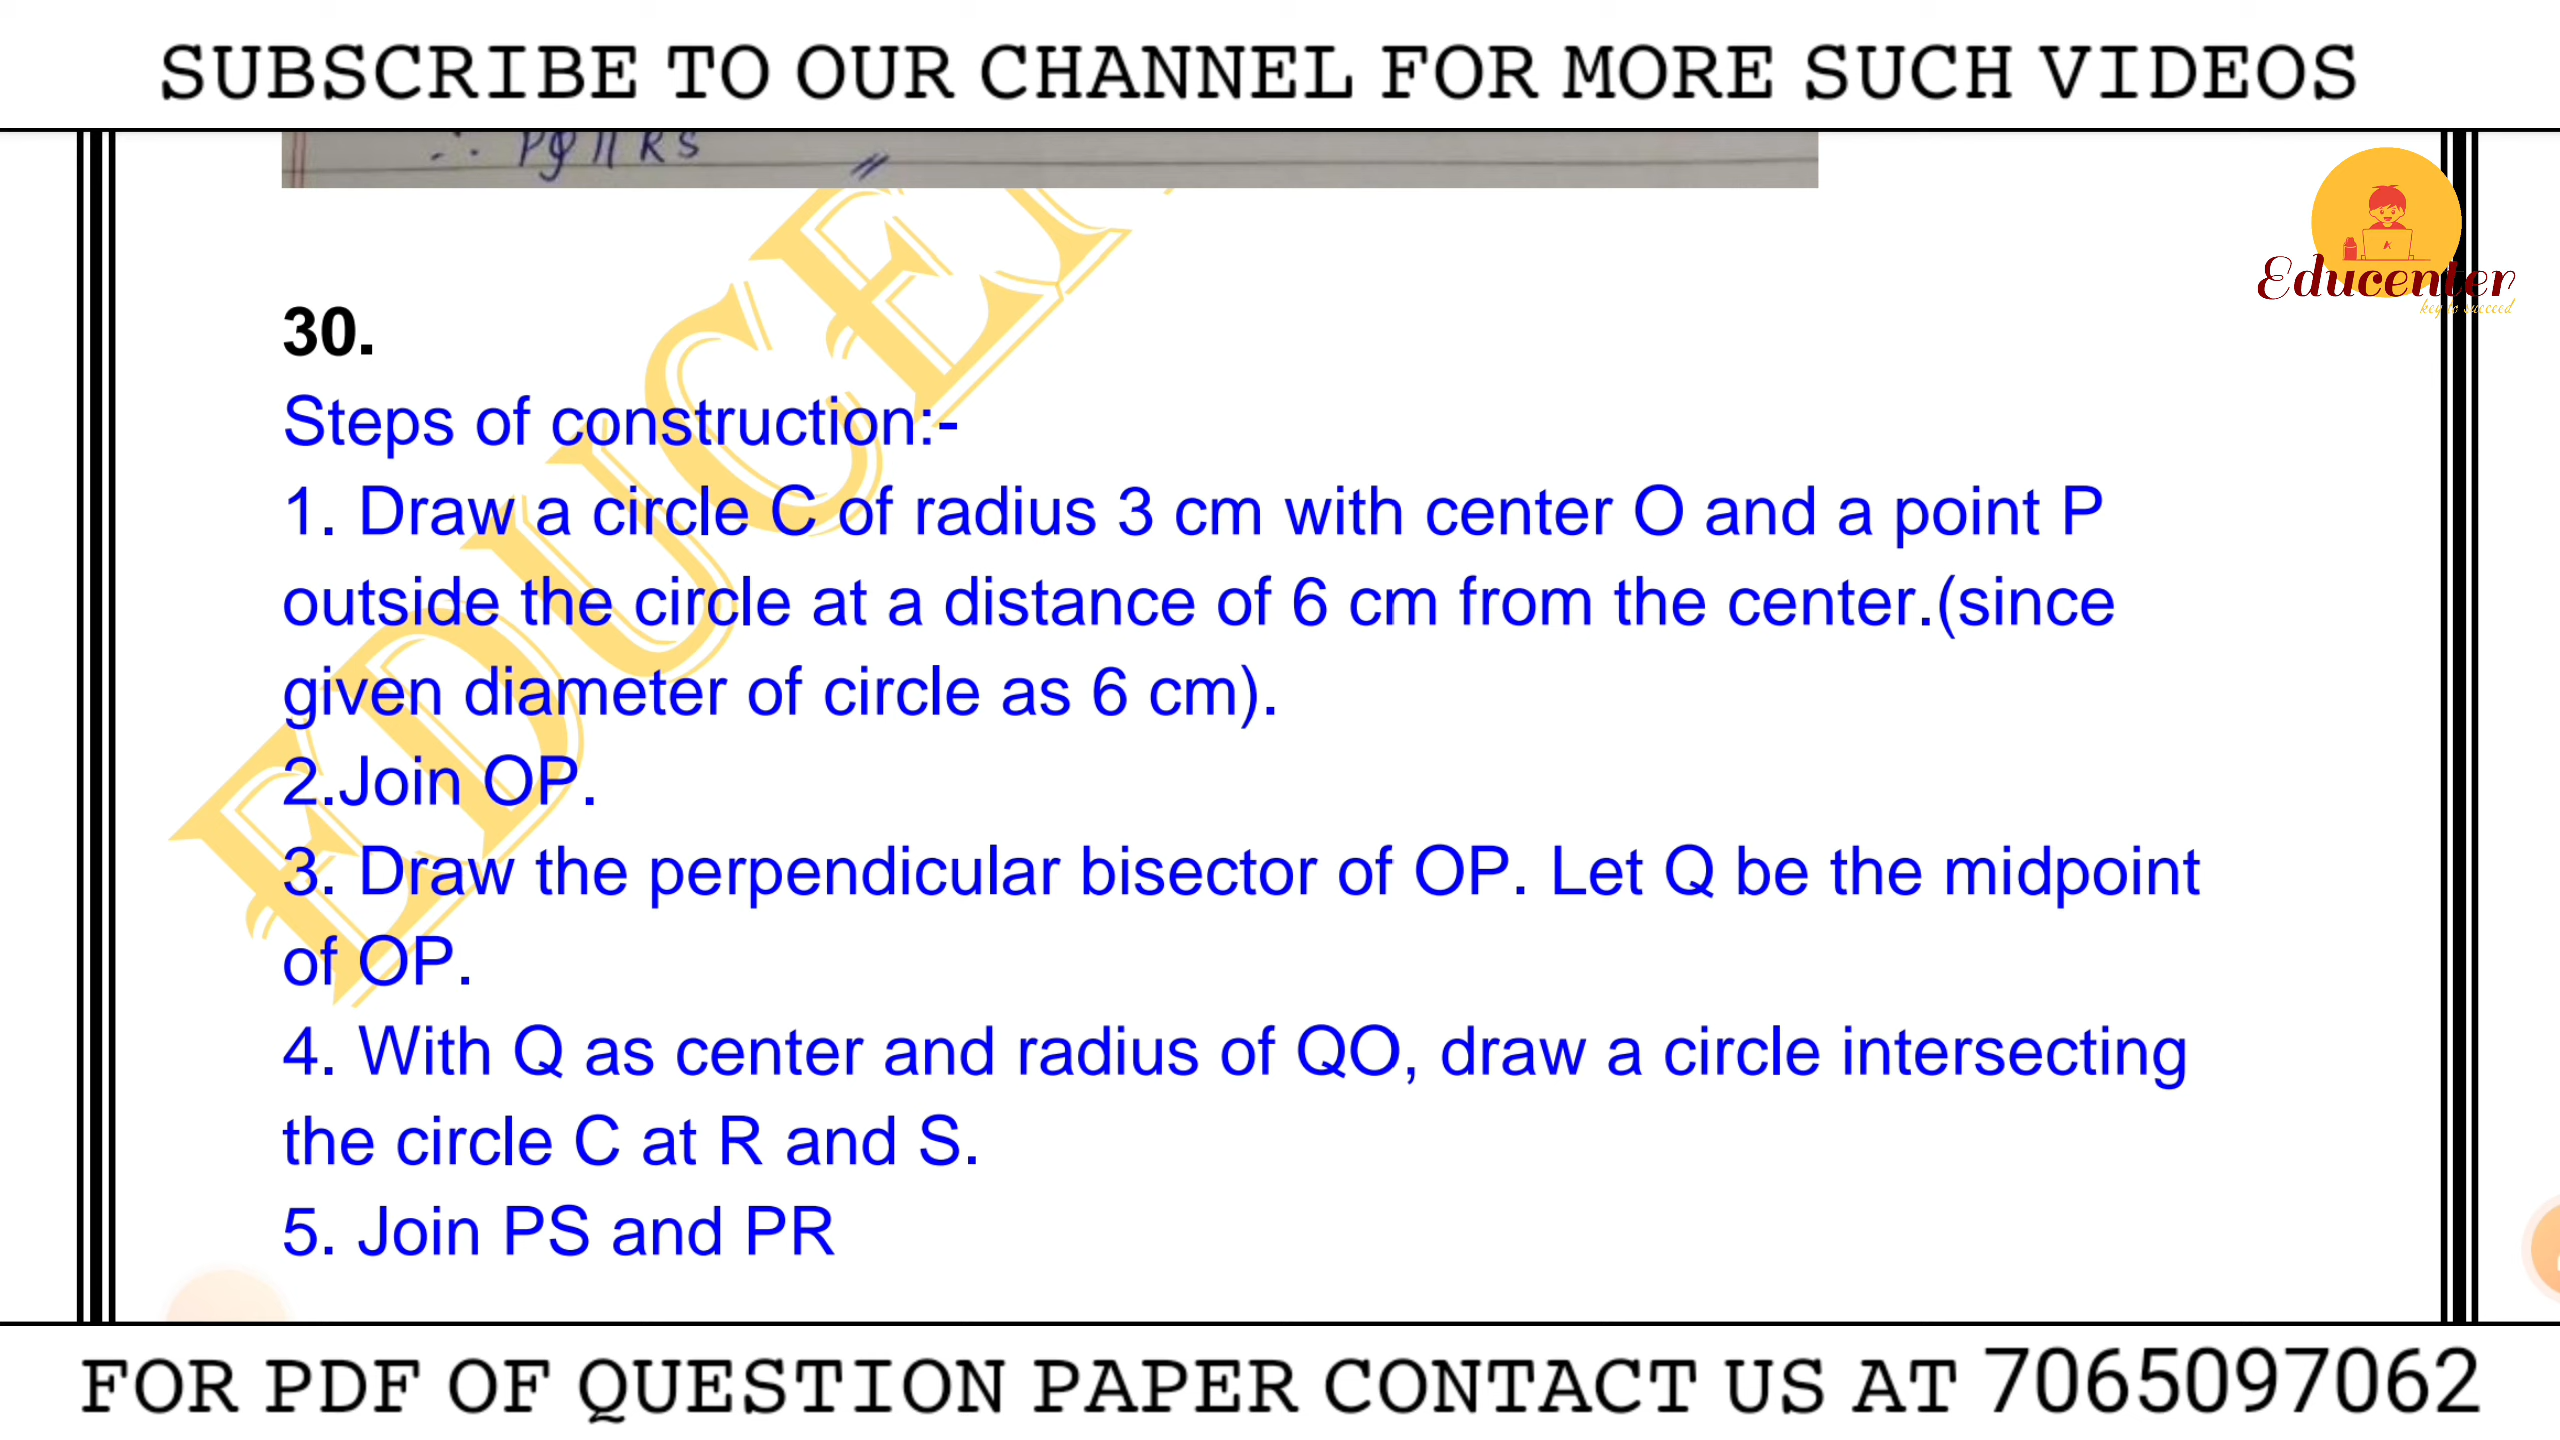 SUBSCRIBE TO OUR CHANNEL FOR MORE SUCH VIDEOS
∴ PQ || RS
Educenter
key to succeed
30.
Steps of construction:-
1. Draw a circle C of radius 3 cm with center O and a point P
outside the circle at a distance of 6 cm from the center.(since
given diameter of circle as 6 cm).
2.Join OP.
3. Draw the perpendicular bisector of OP. Let Q be the midpoint
of OP.
4. With Q as center and radius of QO, draw a circle intersecting
the circle C at R and S.
5. Join PS and PR
EDUCE
FOR PDF OF QUESTION PAPER CONTACT US AT 7065097062